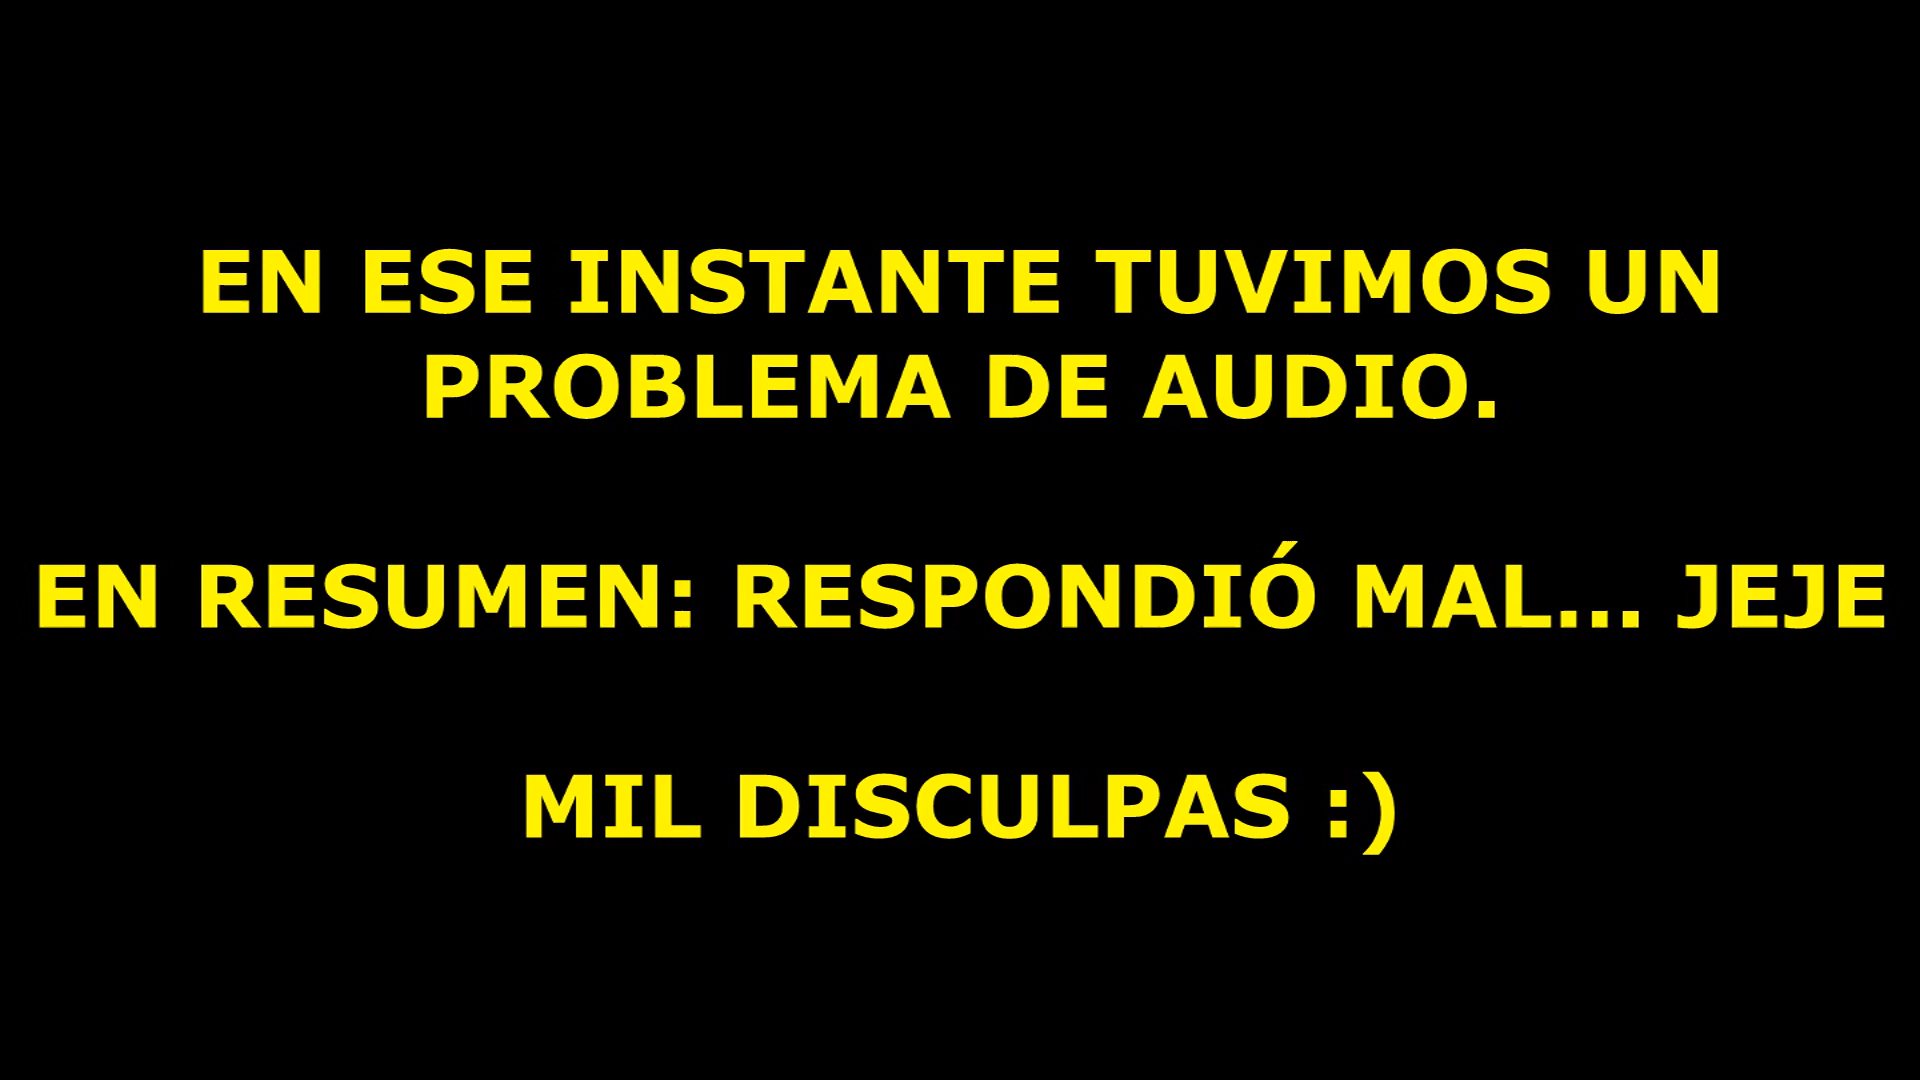 EN ESE INSTANTE TUVIMOS UN
PROBLEMA DE AUDIO.
EN RESUMEN: RESPONDIÓ MAL... JEJE
MIL DISCULPAS :)